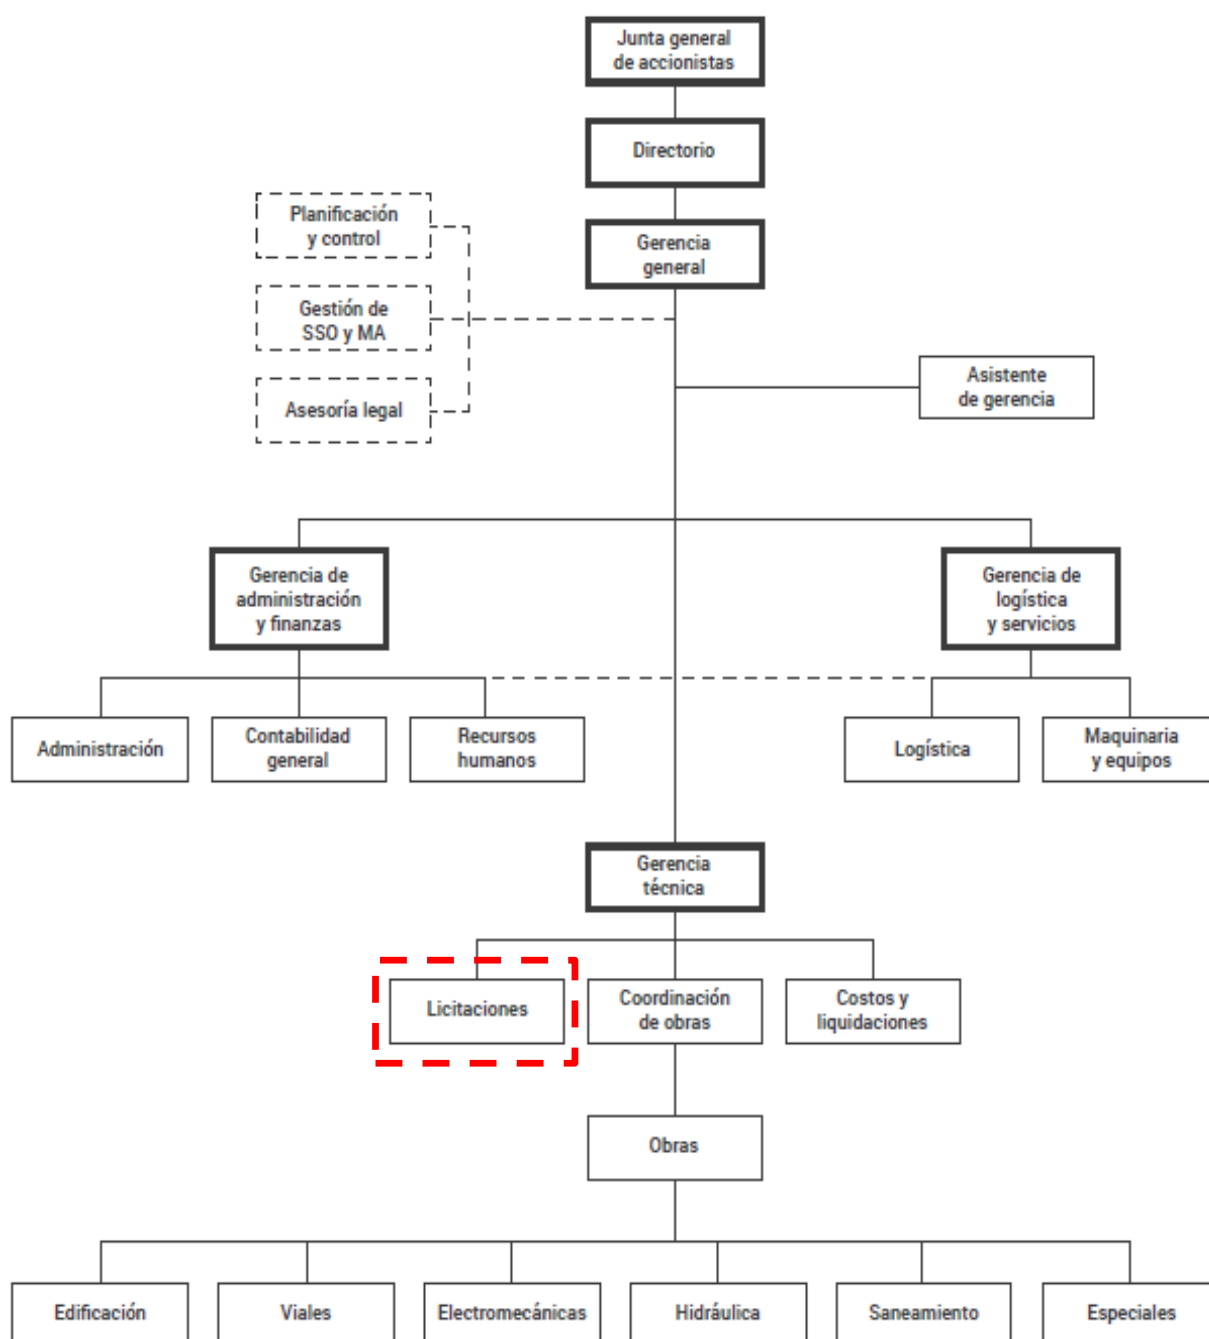 Junta general
de accionistas
Directorio
Planificación
y control
Gerencia
general
Gestión de
SSO y MA
Asesoría legal
Asistente
de gerencia
Gerencia de
administración
y finanzas
Gerencia de
logística
y servicios
Administración
Contabilidad
general
Recursos
humanos
Logística
Maquinaria
y equipos
Gerencia
técnica
Licitaciones
Coordinación
de obras
Costos y
liquidaciones
Obras
Edificación
Viales
Electromecánicas
Hidráulica
Saneamiento
Especiales